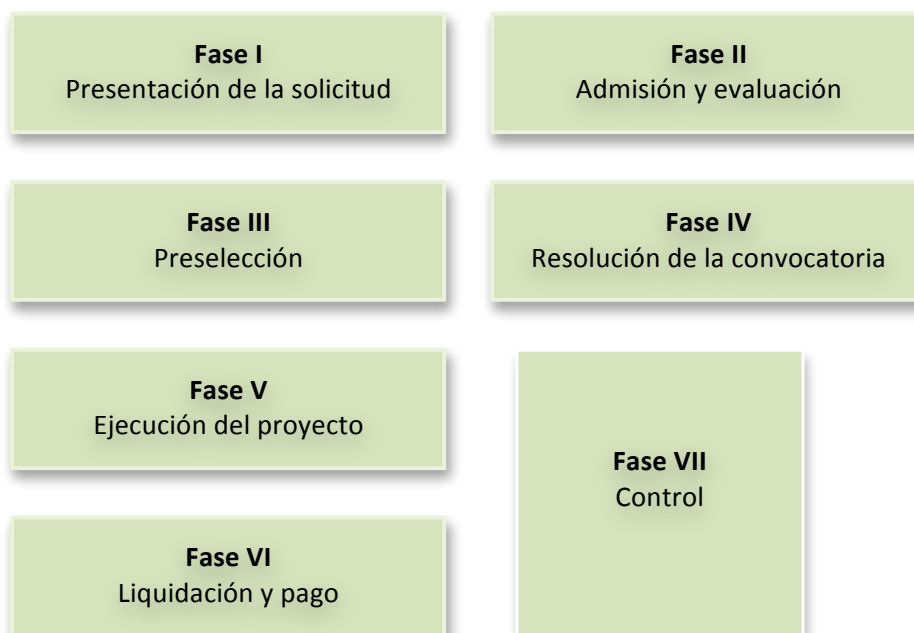 Fase I
Presentación de la solicitud
Fase II
Admisión y evaluación
Fase III
Preselección
Fase IV
Resolución de la convocatoria
Fase V
Ejecución del proyecto
Fase VI
Liquidación y pago
Fase VII
Control